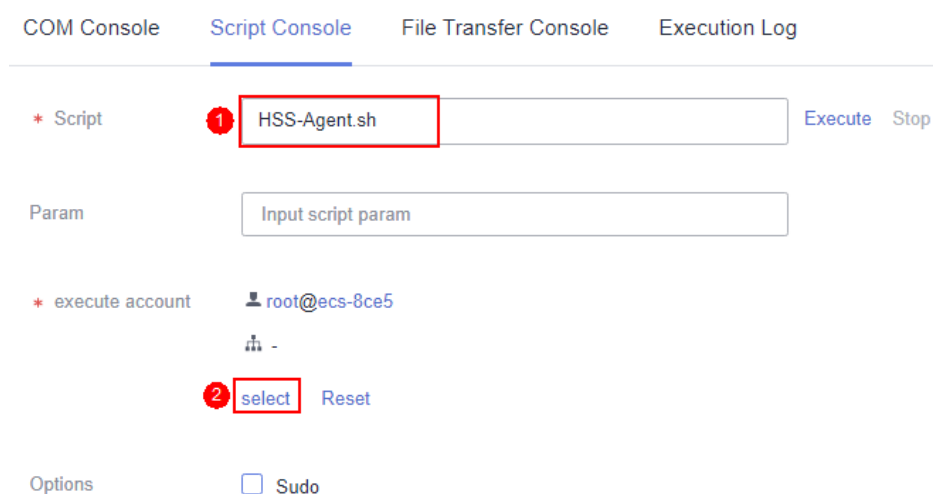 COM Console Script Console File Transfer Console Execution Log
* Script 1 HSS-Agent.sh Execute Stop
Param Input script param
* execute account root@ecs-8ce5
-
2 select Reset
Options Sudo